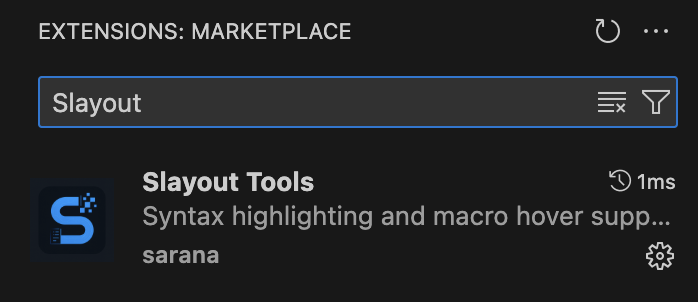 EXTENSIONS: MARKETPLACE
Slayout
Slayout Tools 1ms
Syntax highlighting and macro hover supp...
sarana